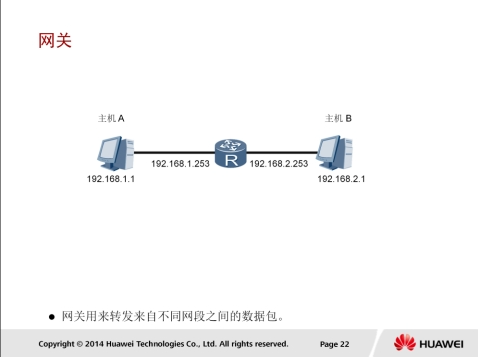 网关
主机 A
主机 B
R
192.168.1.253
192.168.2.253
192.168.1.1
192.168.2.1
● 网关用来转发来自不同网段之间的数据包。
Copyright © 2014 Huawei Technologies Co., Ltd. All rights reserved.
Page 22
HUAWEI